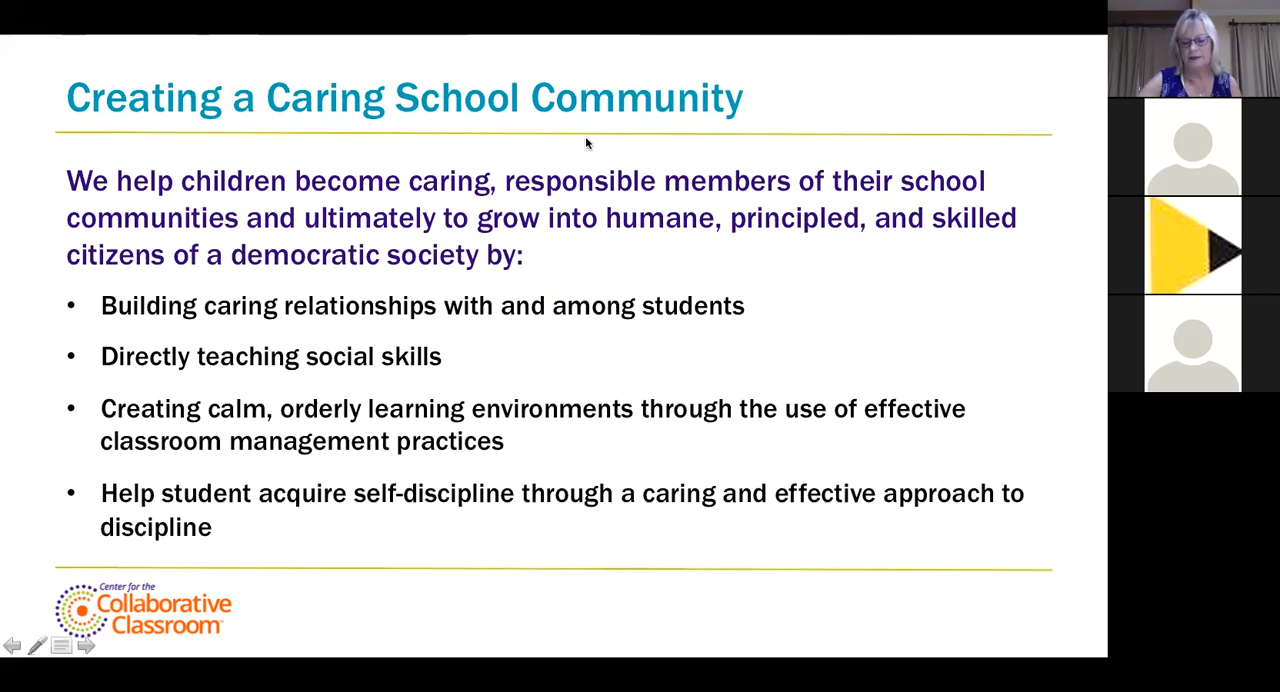 Creating a Caring School Community
We help children become caring, responsible members of their school
communities and ultimately to grow into humane, principled, and skilled
citizens of a democratic society by:
• Building caring relationships with and among students
• Directly teaching social skills
• Creating calm, orderly learning environments through the use of effective
classroom management practices
• Help student acquire self-discipline through a caring and effective approach to
discipline
Center for the
Collaborative
Classroom™